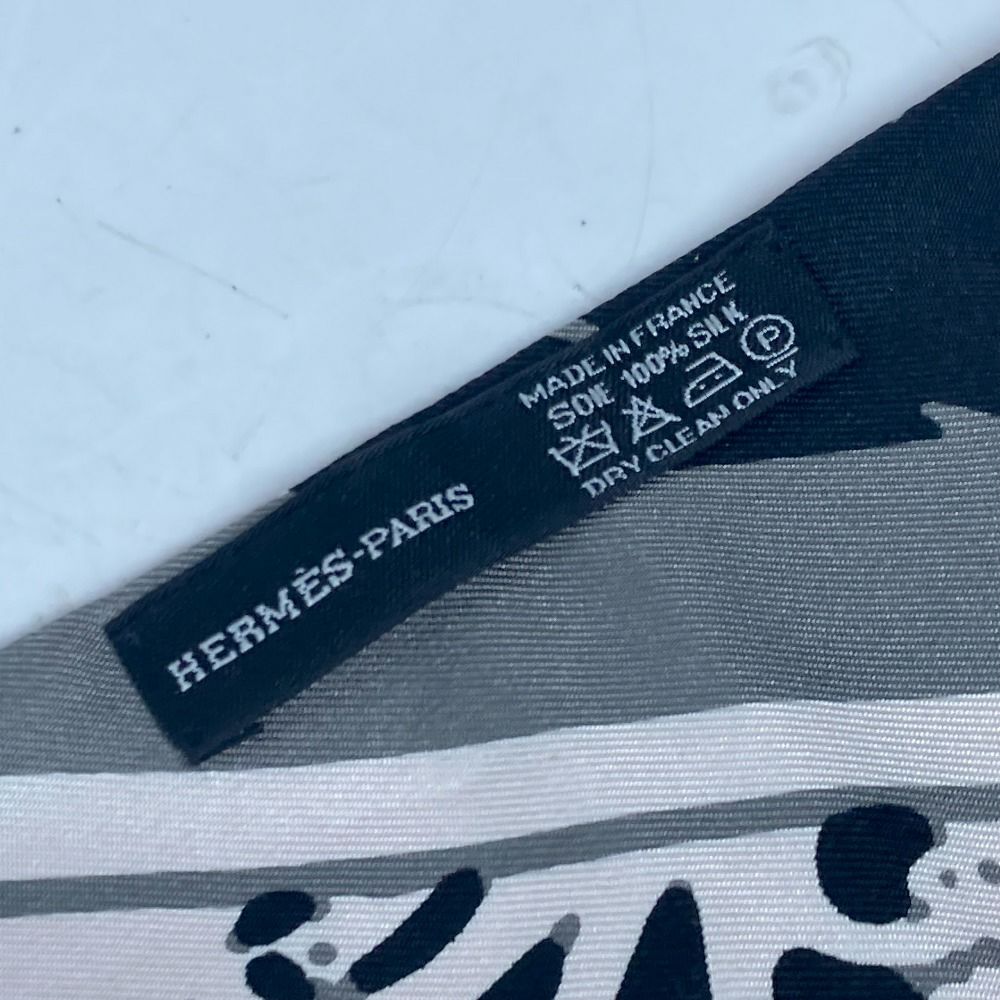 HERMÈS-PARIS
MADE IN FRANCE
SOIE 100% SILK
P
DRY CLEAN ONLY